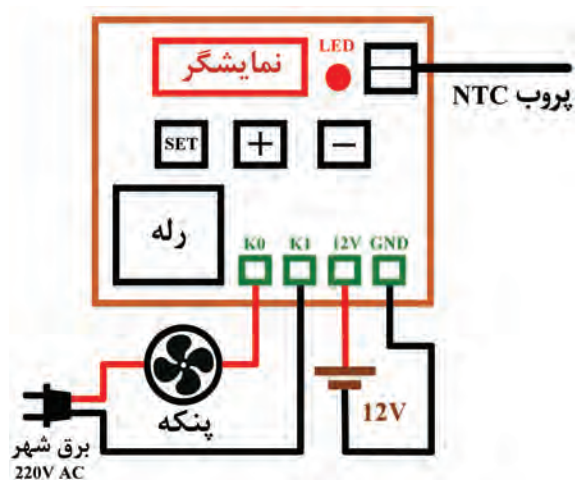 LED
نمایشگر
پروب NTC
SET
+
−
رله
K0
K1
12V
GND
پنکه
12V
برق شهر
220V AC